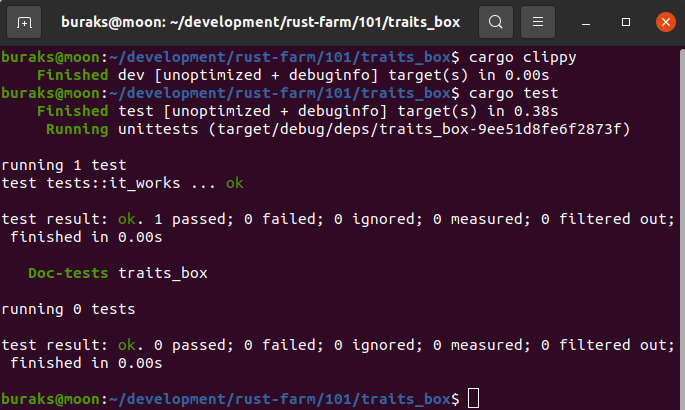 buraks@moon: ~/development/rust-farm/101/traits_box
buraks@moon:~/development/rust-farm/101/traits_box$ cargo clippy
    Finished dev [unoptimized + debuginfo] target(s) in 0.00s
buraks@moon:~/development/rust-farm/101/traits_box$ cargo test
    Finished test [unoptimized + debuginfo] target(s) in 0.38s
     Running unittests (target/debug/deps/traits_box-9ee51d8fe6f2873f)
running 1 test
test tests::it_works ... ok
test result: ok. 1 passed; 0 failed; 0 ignored; 0 measured; 0 filtered out;
 finished in 0.00s
   Doc-tests traits_box
running 0 tests
test result: ok. 0 passed; 0 failed; 0 ignored; 0 measured; 0 filtered out;
 finished in 0.00s
buraks@moon:~/development/rust-farm/101/traits_box$